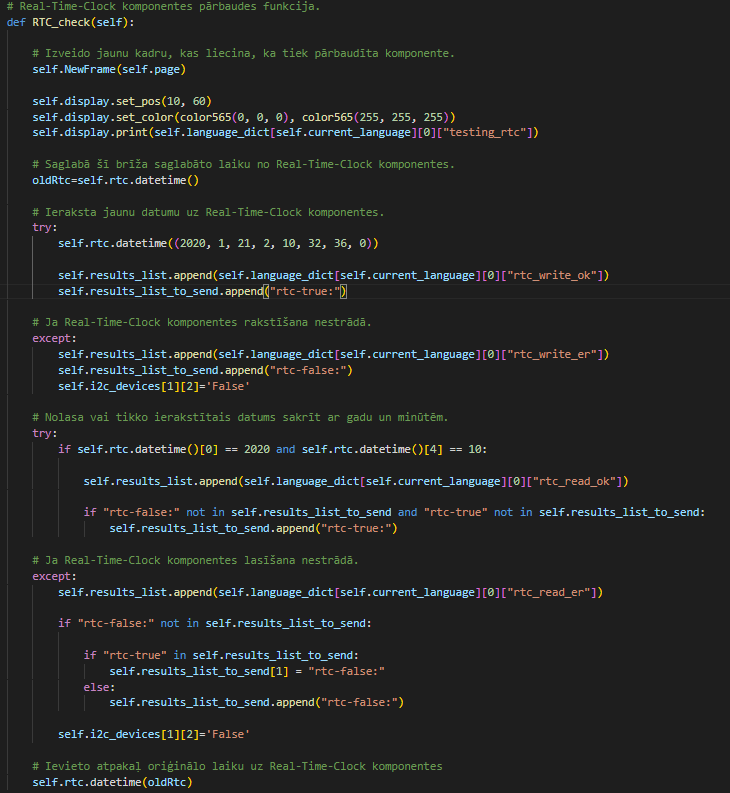 # Real-Time-Clock komponentes pārbaudes funkcija.
def RTC_check(self):
# Izveido jaunu kadru, kas liecina, ka tiek pārbaudīta komponente.
self.NewFrame(self.page)
self.display.set_pos(10, 60)
self.display.set_color(color565(0, 0, 0), color565(255, 255, 255))
self.display.print(self.language_dict[self.current_language][0]["testing_rtc"])
# Saglabā šī brīža saglabāto laiku no Real-Time-Clock komponentes.
oldRtc=self.rtc.datetime()
# Ieraksta jaunu datumu uz Real-Time-Clock komponentes.
try:
self.rtc.datetime((2020, 1, 21, 2, 10, 32, 36, 0))
self.results_list.append(self.language_dict[self.current_language][0]["rtc_write_ok"])
self.results_list_to_send.append("rtc-true:")
# Ja Real-Time-Clock komponentes rakstīšana nestrādā.
except:
self.results_list.append(self.language_dict[self.current_language][0]["rtc_write_er"])
self.results_list_to_send.append("rtc-false:")
self.i2c_devices[1][2]='False'
# Nolasa vai tikko ierakstītais datums sakrīt ar gadu un minūtēm.
try:
if self.rtc.datetime()[0] == 2020 and self.rtc.datetime()[4] == 10:
self.results_list.append(self.language_dict[self.current_language][0]["rtc_read_ok"])
if "rtc-false:" not in self.results_list_to_send and "rtc-true" not in self.results_list_to_send:
self.results_list_to_send.append("rtc-true:")
# Ja Real-Time-Clock komponentes lasīšana nestrādā.
except:
self.results_list.append(self.language_dict[self.current_language][0]["rtc_read_er"])
if "rtc-false:" not in self.results_list_to_send:
if "rtc-true" in self.results_list_to_send:
self.results_list_to_send[1] = "rtc-false:"
else:
self.results_list_to_send.append("rtc-false:")
self.i2c_devices[1][2]='False'
# Ievieto atpakaļ oriģinālo laiku uz Real-Time-Clock komponentes
self.rtc.datetime(oldRtc)